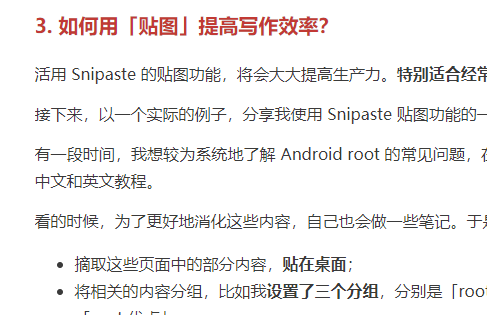 3. 如何用「贴图」提高写作效率？
活用 Snipaste 的贴图功能，将会大大提高生产力。特别适合经常
接下来，以一个实际的例子，分享我使用 Snipaste 贴图功能的一
有一段时间，我想较为系统地了解 Android root 的常见问题，在
中文和英文教程。
看的时候，为了更好地消化这些内容，自己也会做一些笔记。于是
摘取这些页面中的部分内容，贴在桌面；
将相关的内容分组，比如我设置了三个分组，分别是「root